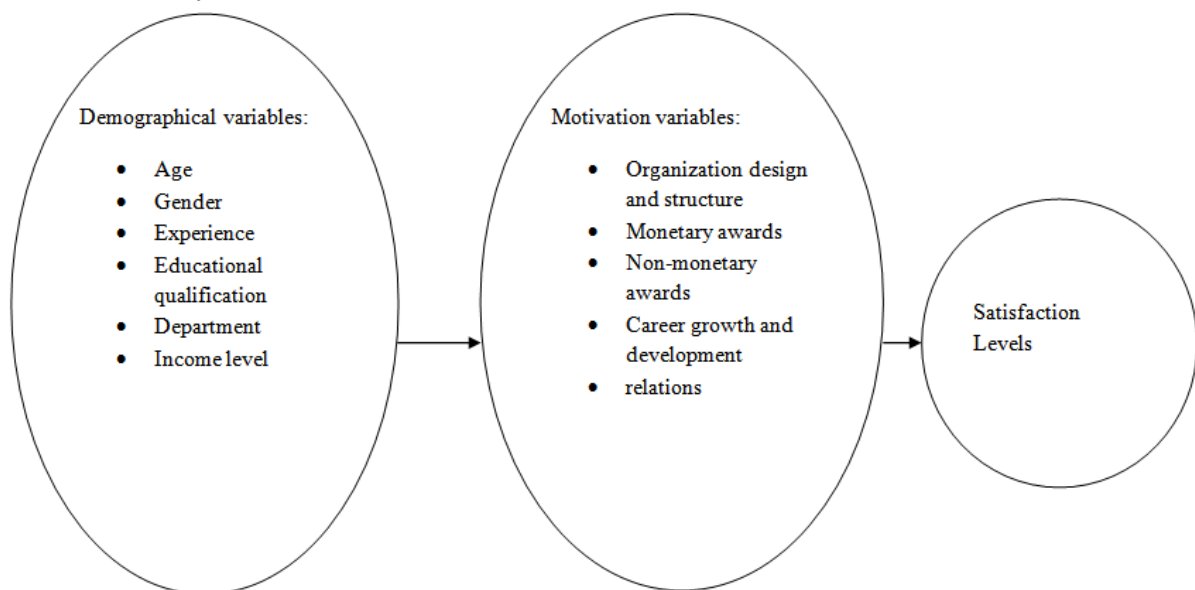 Demographical variables:
• Age
• Gender
• Experience
• Educational
qualification
• Department
• Income level
Motivation variables:
• Organization design
and structure
• Monetary awards
• Non-monetary
awards
• Career growth and
development
• relations
Satisfaction
Levels